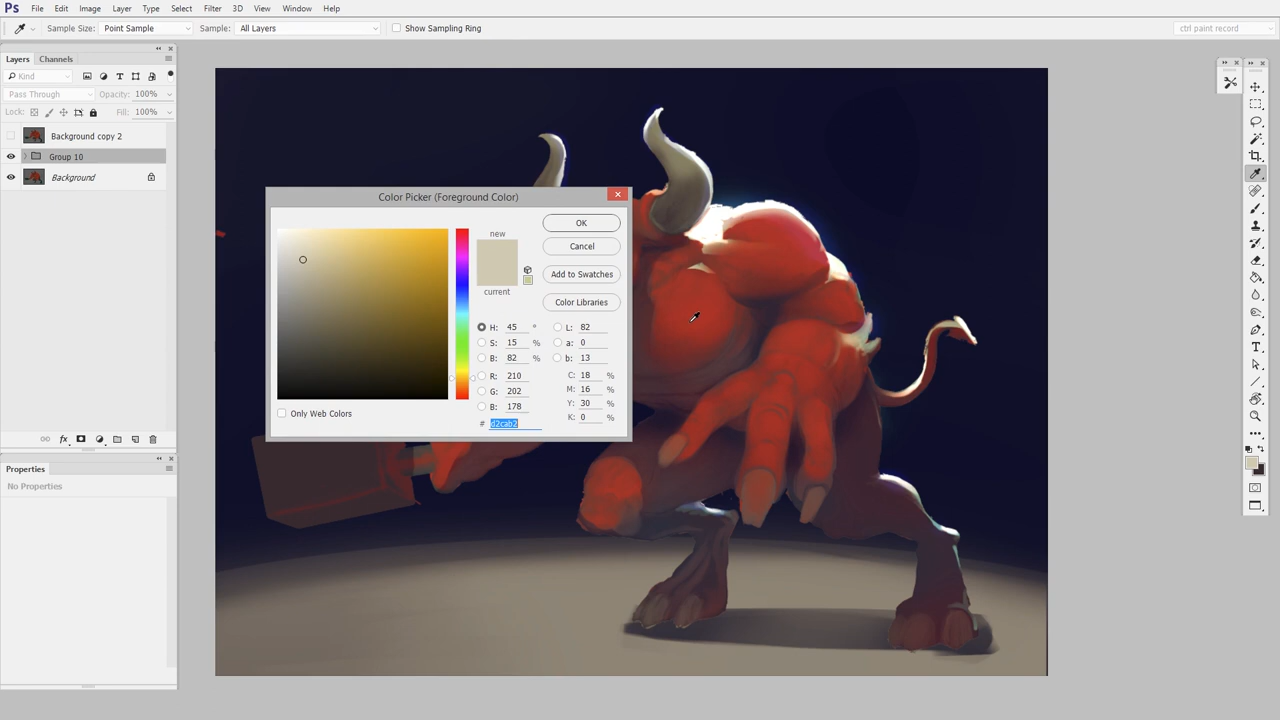 Ps File Edit Image Layer Type Select Filter 3D View Window Help
Sample Size: Point Sample Sample: All Layers Show Sampling Ring ctrl paint record
Layers Channels
Kind
Pass Through Opacity: 100%
Lock: Fill: 100%
Background copy 2
Group 10
Background
fx
Properties
No Properties
Color Picker (Foreground Color)
new
current
OK
Cancel
Add to Swatches
Color Libraries
H: 45 ° L: 82
S: 15 % a: 0
B: 82 % b: 13
R: 210 C: 18 %
G: 202 M: 16 %
B: 178 Y: 30 %
# d2cab2 K: 0 %
Only Web Colors